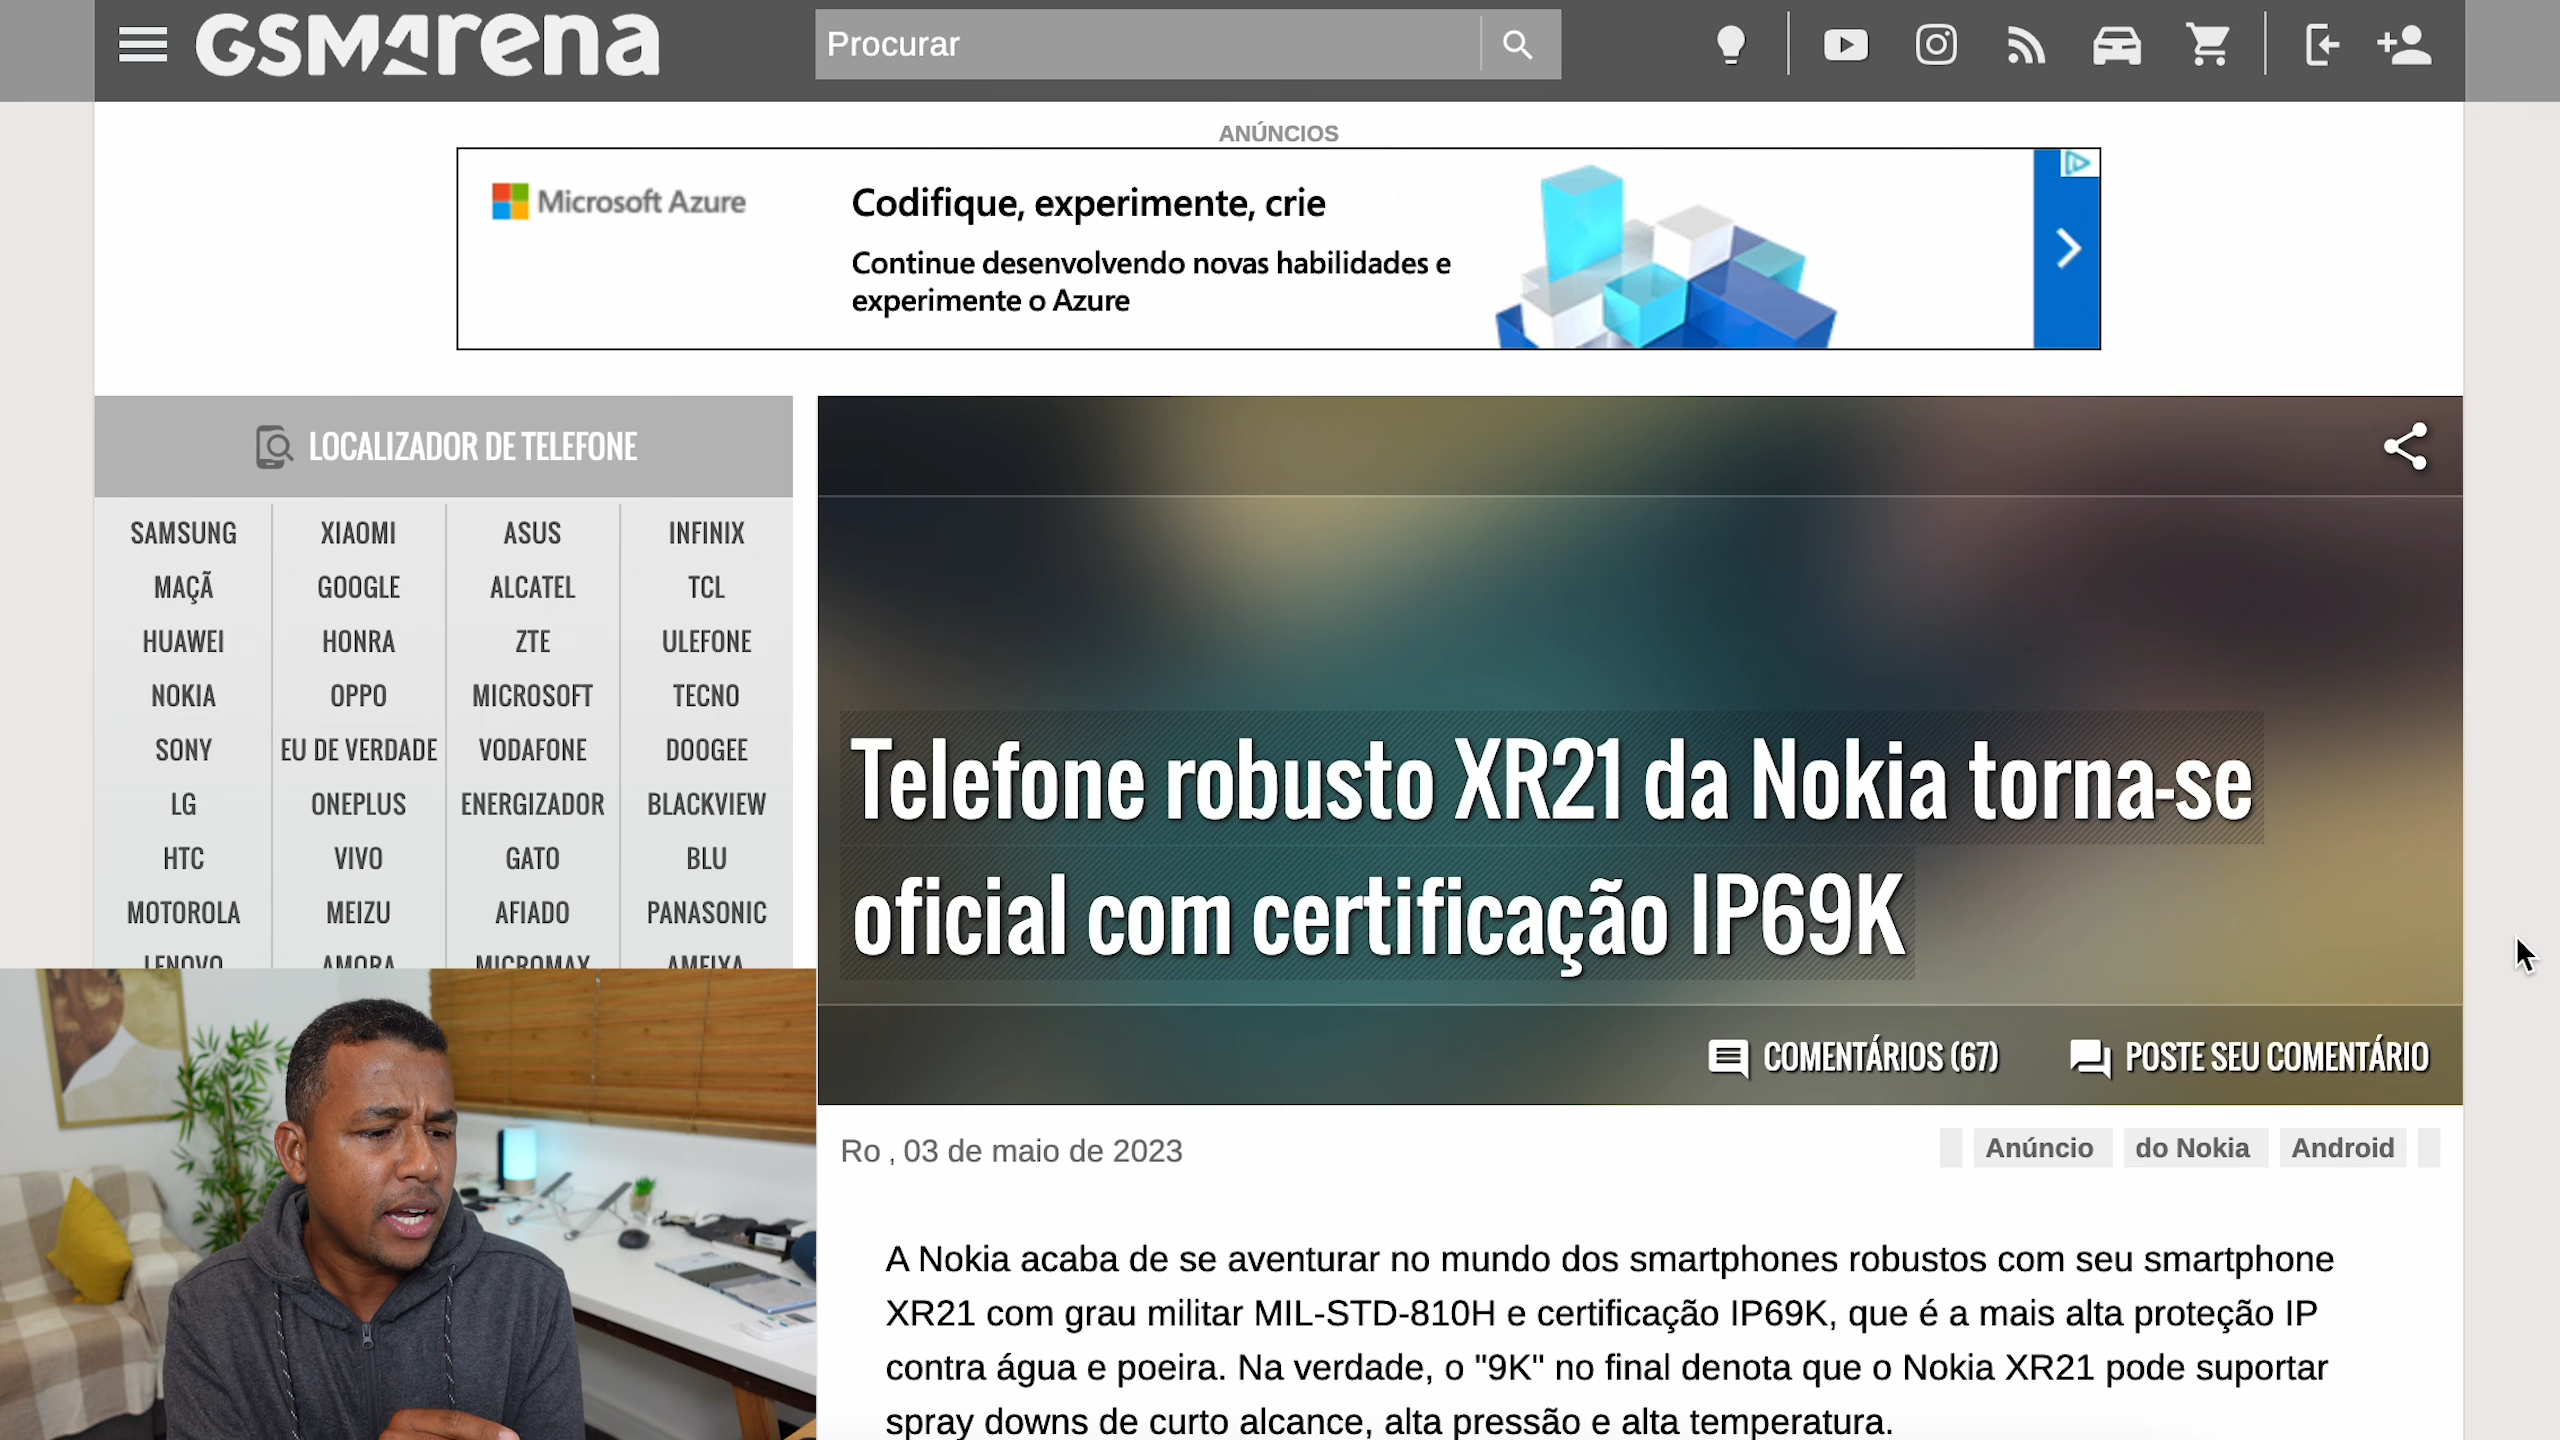 GSMArena
Procurar
ANÚNCIOS
Microsoft Azure
Codifique, experimente, crie
Continue desenvolvendo novas habilidades e
experimente o Azure
LOCALIZADOR DE TELEFONE
SAMSUNG XIAOMI ASUS INFINIX
MAÇÃ GOOGLE ALCATEL TCL
HUAWEI HONRA ZTE ULEFONE
NOKIA OPPO MICROSOFT TECNO
SONY EU DE VERDADE VODAFONE DOOGEE
LG ONEPLUS ENERGIZADOR BLACKVIEW
HTC VIVO GATO BLU
MOTOROLA MEIZU AFIADO PANASONIC
LENOVO AMORA MICROMAX AMEIXA
Telefone robusto XR21 da Nokia torna-se
oficial com certificação IP69K
COMENTÁRIOS (67) POSTE SEU COMENTÁRIO
Ro , 03 de maio de 2023
Anúncio do Nokia Android
A Nokia acaba de se aventurar no mundo dos smartphones robustos com seu smartphone
XR21 com grau militar MIL-STD-810H e certificação IP69K, que é a mais alta proteção IP
contra água e poeira. Na verdade, o "9K" no final denota que o Nokia XR21 pode suportar
spray downs de curto alcance, alta pressão e alta temperatura.